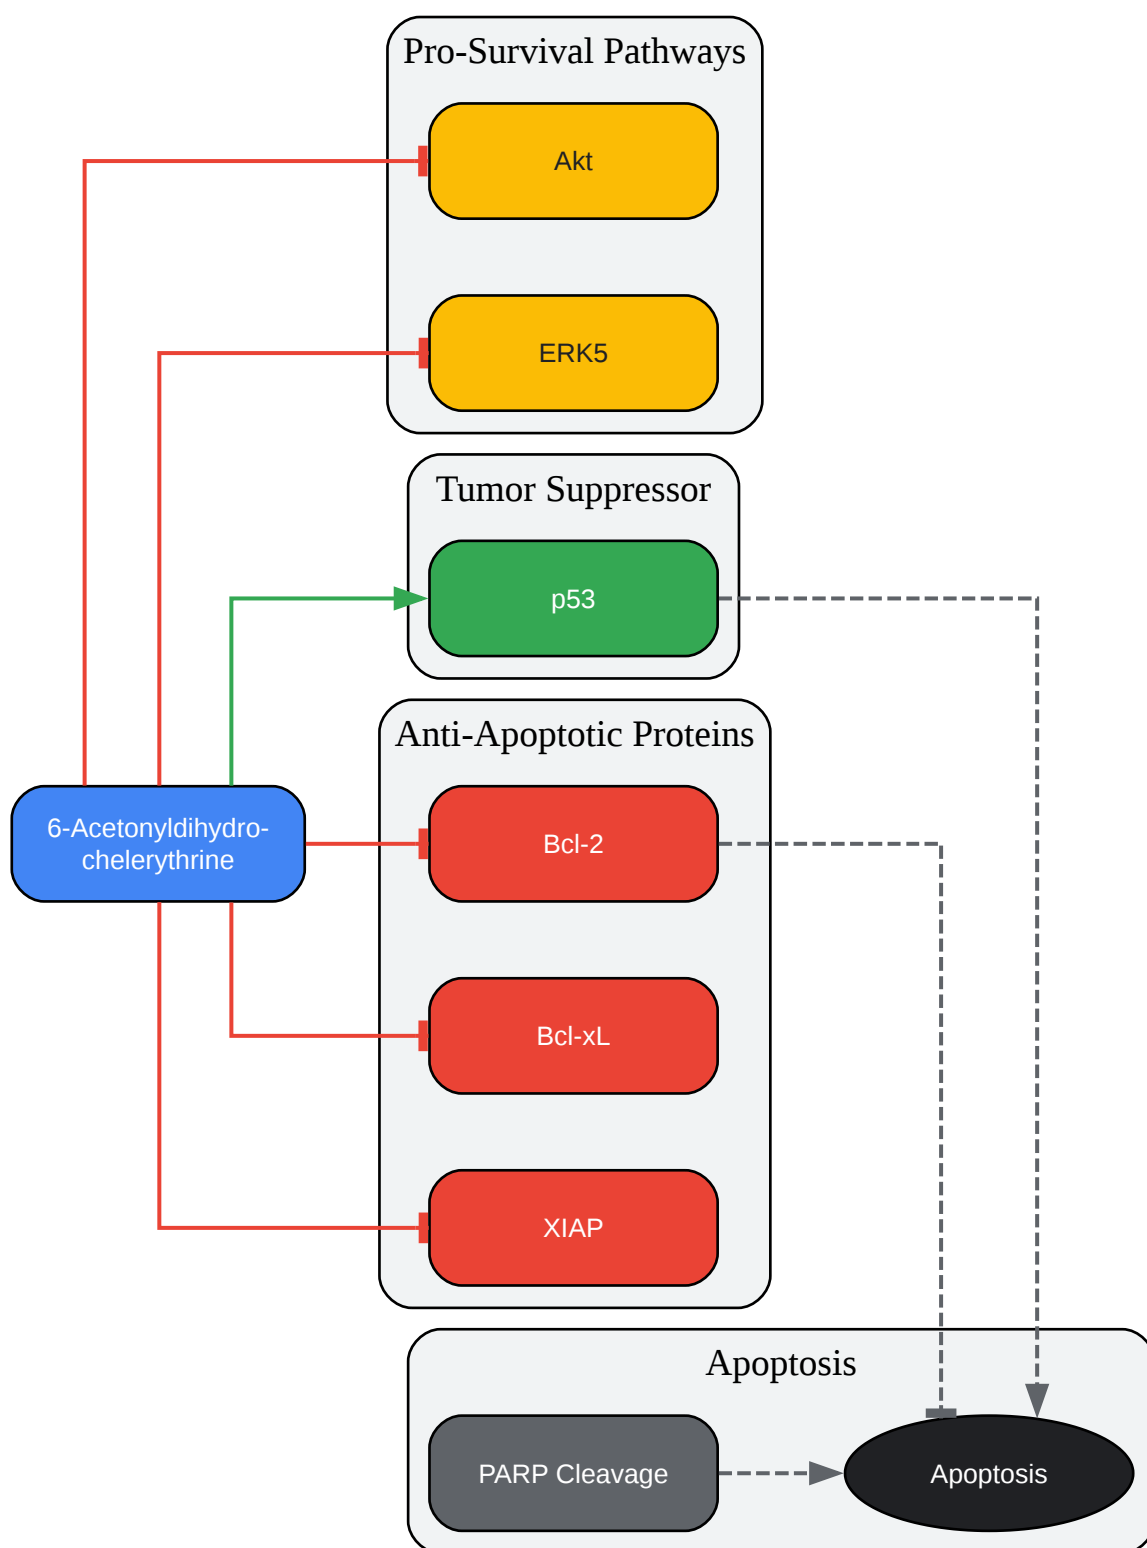 Pro-Survival Pathways
Akt
ERK5
Tumor Suppressor
p53
Anti-Apoptotic Proteins
6-Acetonyldihydro-
chelerythrine
Bcl-2
Bcl-xL
XIAP
Apoptosis
PARP Cleavage
Apoptosis